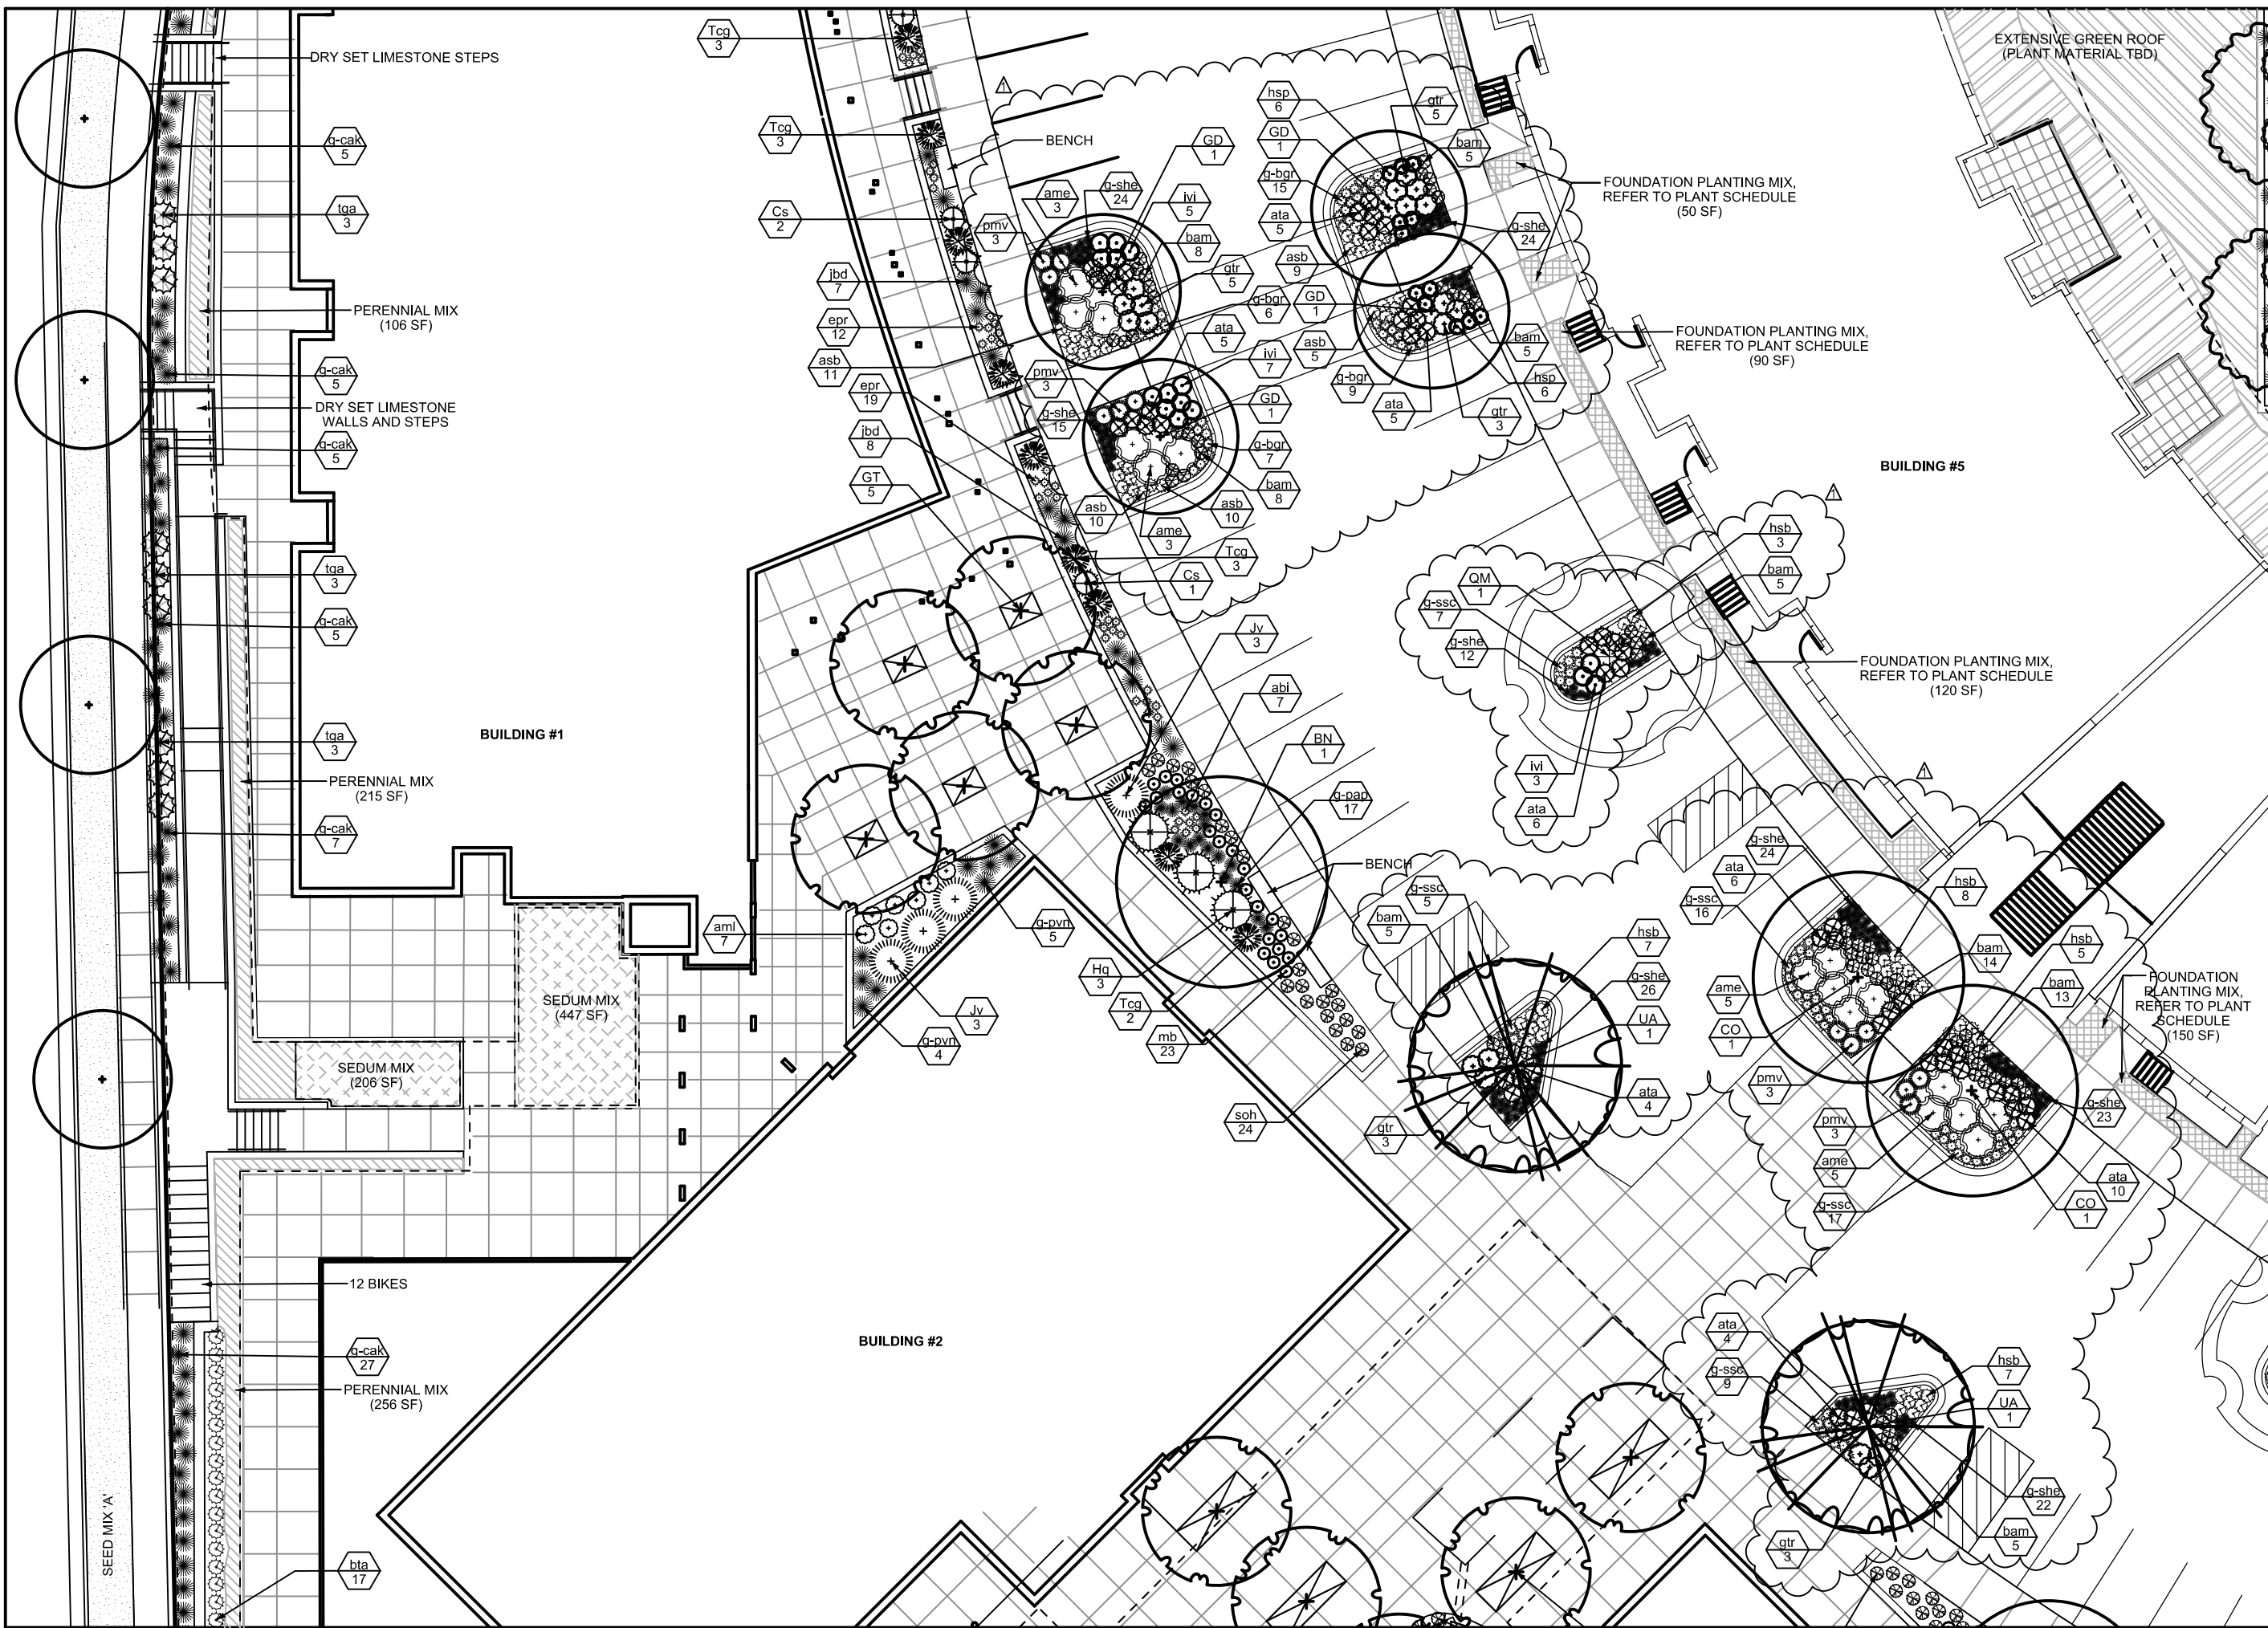 DRY SET LIMESTONE STEPS
g-cak
5
tga
3
PERENNIAL MIX
(106 SF)
g-cak
5
DRY SET LIMESTONE
WALLS AND STEPS
g-cak
5
tga
3
g-cak
5
tga
3
PERENNIAL MIX
(215 SF)
g-cak
7
BUILDING #1
SEDUM MIX
(447 SF)
SEDUM MIX
(206 SF)
12 BIKES
g-cak
27
PERENNIAL MIX
(256 SF)
SEED MIX 'A'
bta
17
BUILDING #2
Tcg
3
Tcg
3
Cs
2
jbd
7
epr
12
asb
11
epr
19
jbd
8
GT
5
1
BENCH
ame
3
g-she
24
GD
1
pmv
3
ivi
5
bam
8
gtr
5
g-bgr
6
ata
5
ivi
7
pmv
3
g-she
15
GD
1
g-bgr
7
bam
8
asb
10
asb
10
ame
3
Tcg
3
Cs
1
hsp
6
gtr
5
GD
1
bam
5
g-bgr
15
ata
5
g-she
24
asb
9
GD
1
asb
5
bam
5
g-bgr
9
hsp
6
ata
5
gtr
3
FOUNDATION PLANTING MIX,
REFER TO PLANT SCHEDULE
(50 SF)
FOUNDATION PLANTING MIX,
REFER TO PLANT SCHEDULE
(90 SF)
EXTENSIVE GREEN ROOF
(PLANT MATERIAL TBD)
BUILDING #5
1
hsb
3
QM
1
bam
5
g-ssc
7
g-she
12
ivi
3
ata
6
FOUNDATION PLANTING MIX,
REFER TO PLANT SCHEDULE
(120 SF)
Jv
3
abi
7
BN
1
g-pap
17
BENCH
aml
7
g-pvn
5
Jv
3
g-pvn
4
Hq
3
Tcg
2
mb
23
soh
24
g-ssc
5
bam
5
hsb
7
g-she
26
UA
1
ata
4
gtr
3
1
g-she
24
ata
6
g-ssc
16
hsb
8
bam
14
hsb
5
bam
13
ame
5
CO
1
pmv
3
pmv
3
ame
5
g-ssc
17
g-she
23
ata
10
CO
1
FOUNDATION
PLANTING MIX,
REFER TO PLANT
SCHEDULE
(150 SF)
ata
4
g-ssc
9
hsb
7
UA
1
g-she
22
bam
5
gtr
3